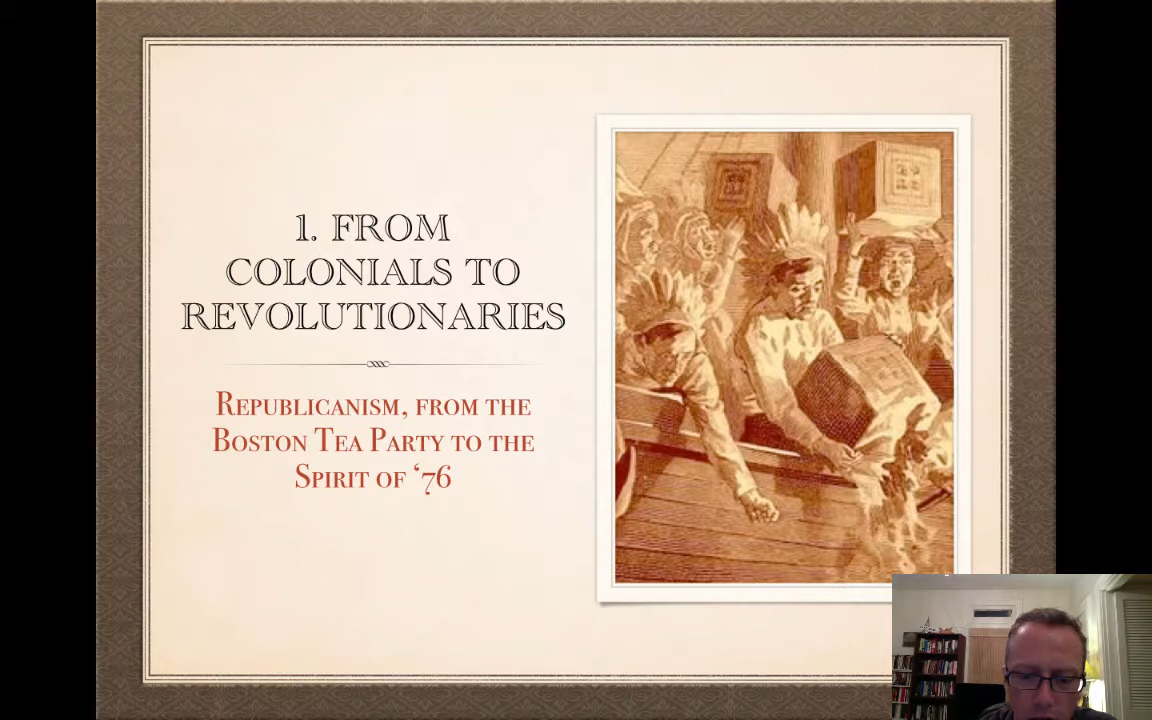 1. FROM
COLONIALS TO
REVOLUTIONARIES
Republicanism, from the
Boston Tea Party to the
Spirit of ‘76